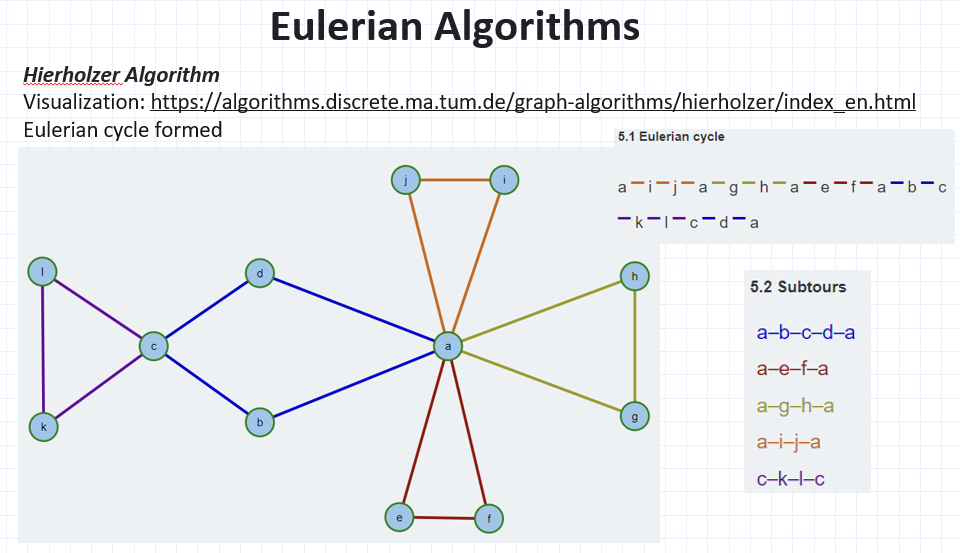 Eulerian Algorithms
Hierholzer Algorithm
Visualization: https://algorithms.discrete.ma.tum.de/graph-algorithms/hierholzer/index_en.html
Eulerian cycle formed
5.1 Eulerian cycle
a – i – j – a – g – h – a – e – f – a – b – c
– k – l – c – d – a
j
i
l
d
h
c
a
k
b
g
e
f
5.2 Subtours
a–b–c–d–a
a–e–f–a
a–g–h–a
a–i–j–a
c–k–l–c